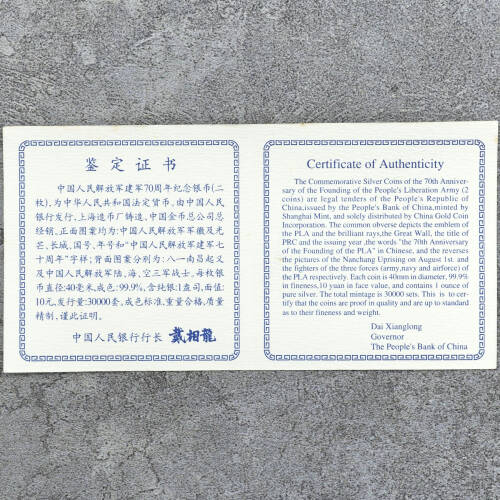 鉴定证书
中国人民解放军建军70周年纪念银币(二
枚),为中华人民共和国法定货币,由中国人民
银行发行,上海造币厂铸造,中国金币总公司总
经销,正面图案均为:中国人民解放军军徽及光
芒,长城,国号、年号和“中国人民解放军建军七
十周年”字样;背面图案分别为:八一南昌起义
及中国人民解放军陆、海、空三军战士。每枚银
币直径:40毫米,成色:99.9%,含纯银:1盎司,面值:
10元,发行量:30000套,成色标准,重量合格,质量
精制,谨此证明。
中国人民银行行长 戴相龍
Certificate of Authenticity
The Commemorative Silver Coins of the 70th Anniver-
sary of the Founding of the People's Liberation Army (2
coins) are legal tenders of the People's Republic of
China,issued by the People's Bank of China,minted by
Shanghai Mint, and solely distributed by China Gold Coin
Incorporation. The common obverse depicts the emblem of
the PLA and the brilliant rays,the Great Wall, the title of
PRC and the issuing year ,the words "the 70th Anniversary
of the Founding of the PLA" in Chinese, and the reverses
the pictures of the Nanchang Uprising on August 1st. and
the fighters of the three forces (army,navy and airforce) of
the PLA respectively. Each coin is 40mm in diameter, 99.9%
in fineness,10 yuan in face value, and contains 1 ounce of
pure silver. The total mintage is 30000 sets. This is to cer-
tify that the coins are proof in quality and are up to standard
as to their fineness and weight.
Dai Xianglong
Governor
The People's Bank of China